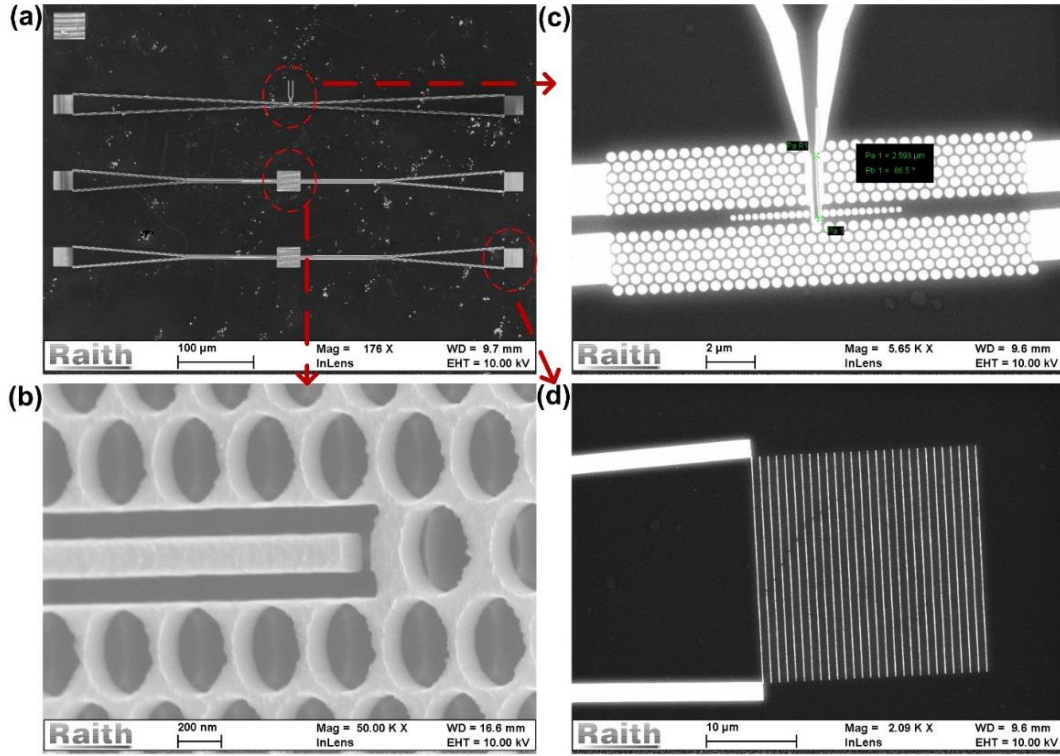 (a)
100 µm
Mag = 176 X
WD = 9.7 mm
Raith
InLens
EHT = 10.00 kV
(c)
Pa R1
Pa 1 = 2.593 µm
Pb 1 = 86.5 °
2 µm
Mag = 5.65 K X
WD = 9.6 mm
Raith
InLens
EHT = 10.00 kV
(b)
200 nm
Mag = 50.00 K X
WD = 16.6 mm
Raith
InLens
EHT = 10.00 kV
(d)
10 µm
Mag = 2.09 K X
WD = 9.6 mm
Raith
InLens
EHT = 10.00 kV